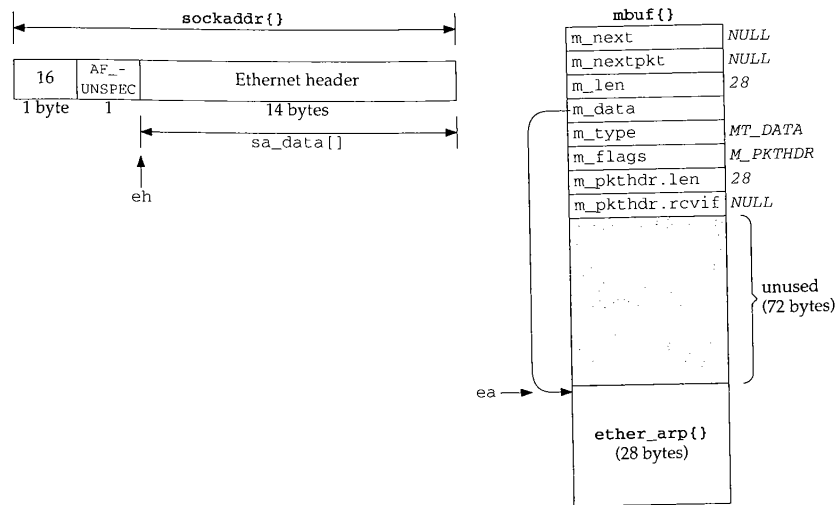 sockaddr{}
16
AF_-
UNSPEC
Ethernet header
1 byte
1
14 bytes
sa_data[]
eh
mbuf{}
m_next NULL
m_nextpkt NULL
m_len 28
m_data
m_type MT_DATA
m_flags M_PKTHDR
m_pkthdr.len 28
m_pkthdr.rcvif NULL
unused
(72 bytes)
ea
ether_arp{}
(28 bytes)